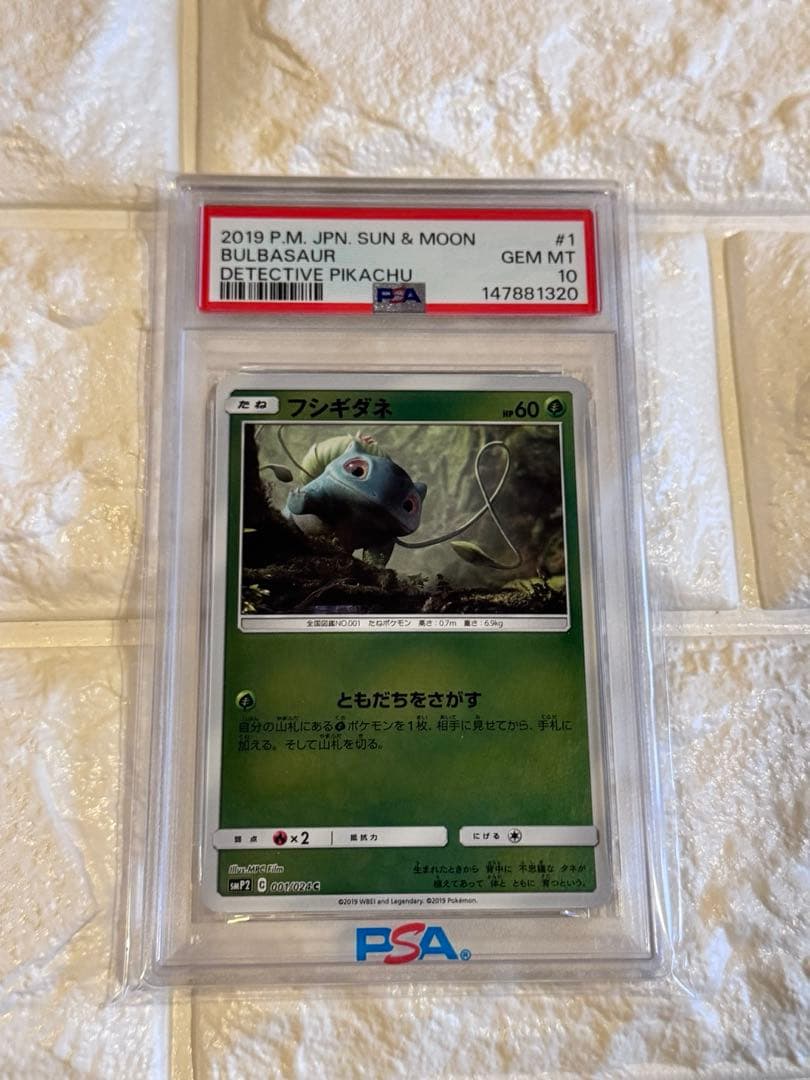 2019 P.M. JPN. SUN & MOON #1
BULBASAUR GEM MT
DETECTIVE PIKACHU 10
PSA 147881320
たね フシギダネ HP60
全国図鑑NO.001 たねポケモン 高さ：0.7m 重さ：6.9kg
ともだちをさがす
自分の山札にあるポケモンを1枚、相手に見せてから、手札に
加える。そして山札を切る。
弱点 ×2 抵抗力 にげる
Illus.MPC Film
生まれたときから 背中に 不思議な タネが
植えてあって 体と ともに 育つという。
smP2 C 001/024 C
©2019 WBEI and Legendary. ©2019 Pokémon.
PSA®